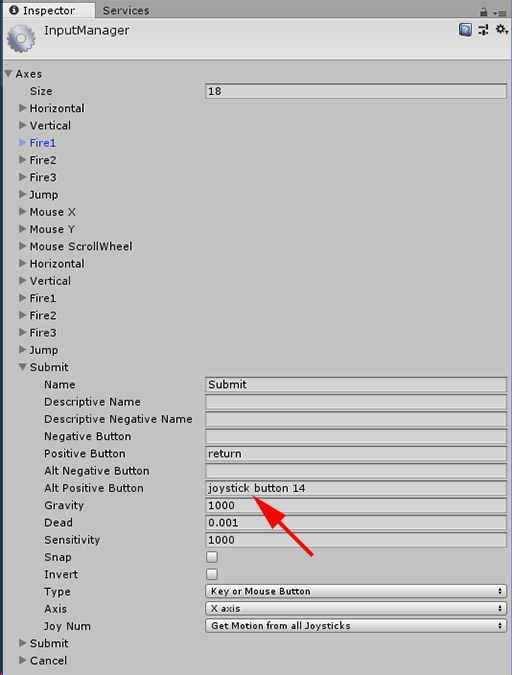 Inspector Services
InputManager
Axes
Size 18
Horizontal
Vertical
Fire1
Fire2
Fire3
Jump
Mouse X
Mouse Y
Mouse ScrollWheel
Horizontal
Vertical
Fire1
Fire2
Fire3
Jump
Submit
Name Submit
Descriptive Name
Descriptive Negative Name
Negative Button
Positive Button return
Alt Negative Button
Alt Positive Button joystick button 14
Gravity 1000
Dead 0.001
Sensitivity 1000
Snap
Invert
Type Key or Mouse Button
Axis X axis
Joy Num Get Motion from all Joysticks
Submit
Cancel